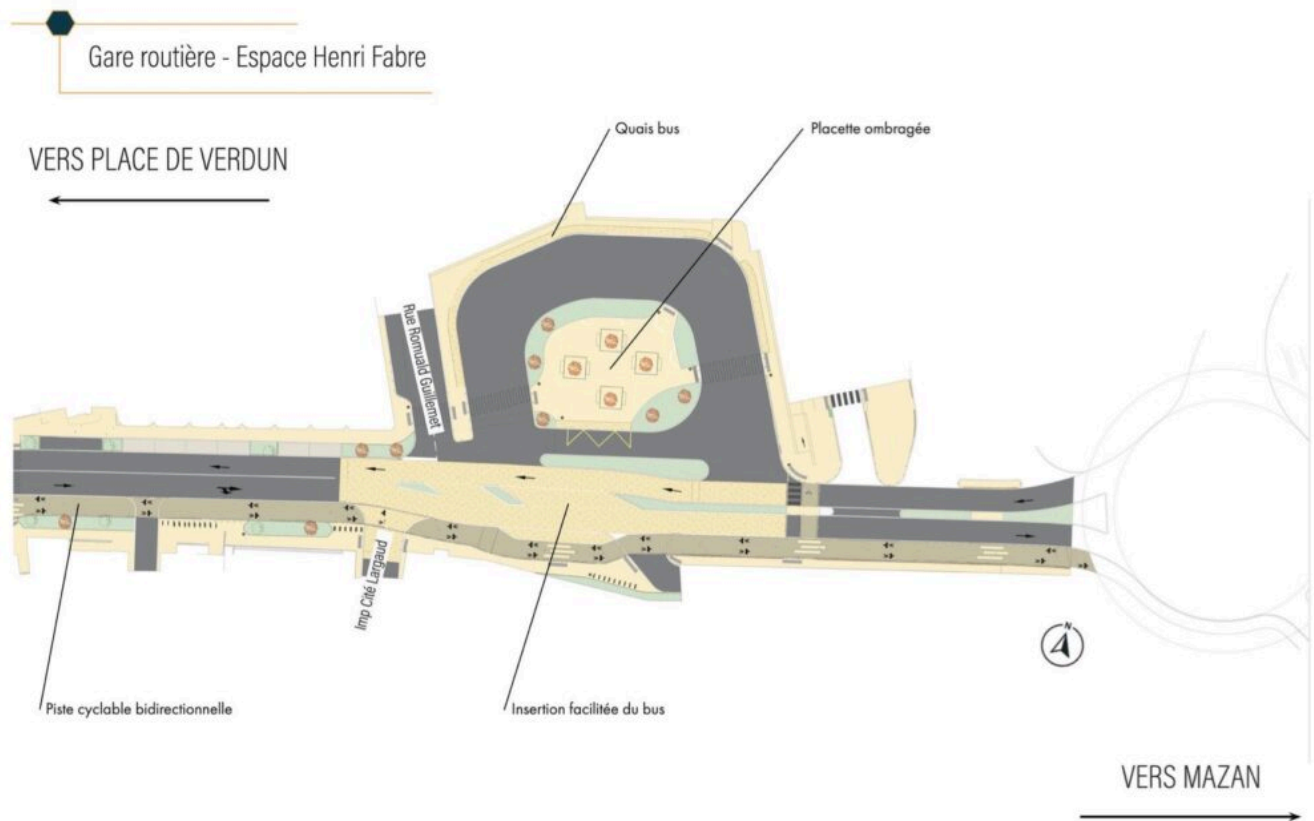 Gare routière - Espace Henri Fabre
VERS PLACE DE VERDUN
Quais bus
Placette ombragée
Rue Romuald Guillemet
Imp Cité Largaud
N
Piste cyclable bidirectionnelle
Insertion facilitée du bus
VERS MAZAN